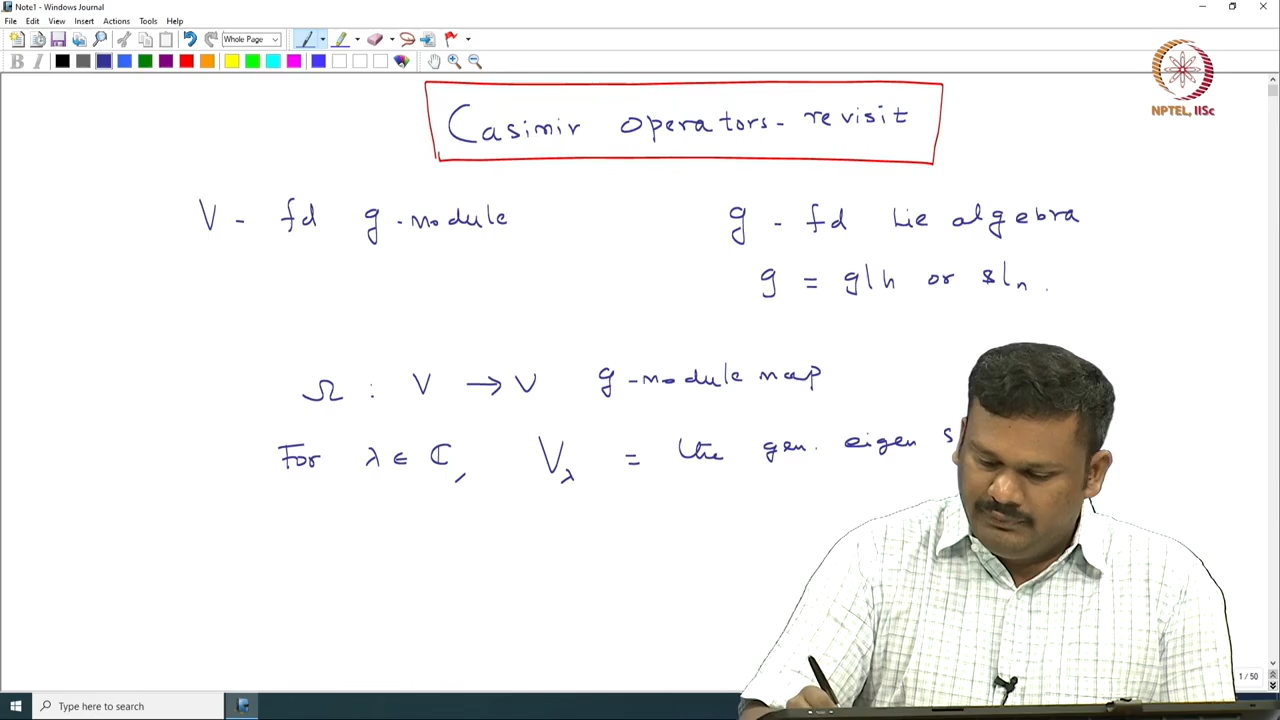 Note1 - Windows Journal
File Edit View Insert Actions Tools Help
Whole Page
B I
NPTEL, IISc
Casimir operators - revisit
V - fd g-module
g - fd Lie algebra
g = gln or sln.
Ω : V → V g-module map
For λ ∈ ℂ, V_λ = the gen. eigen s
1 / 50
Type here to search